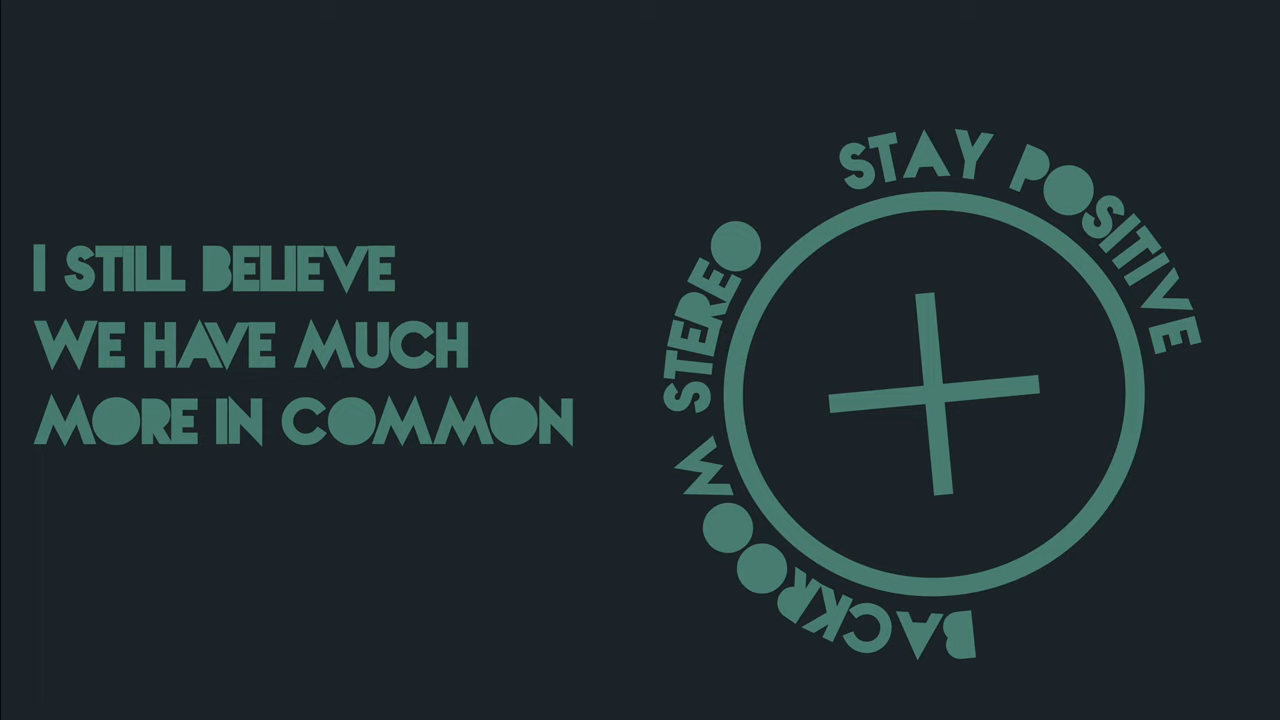 I STILL BELIEVE
WE HAVE MUCH
MORE IN COMMON
STAY POSITIVE
BACKROOM STEREO